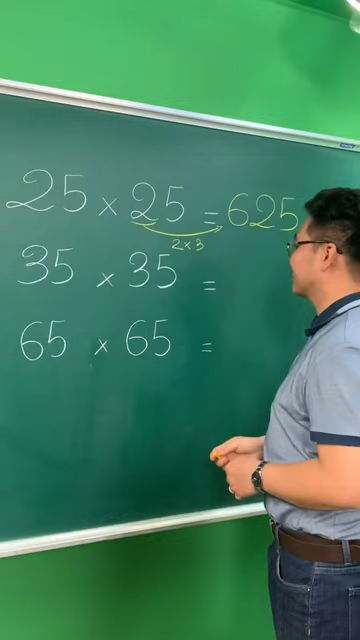 25 × 25 = 625
2×3
35 × 35 =
65 × 65 =